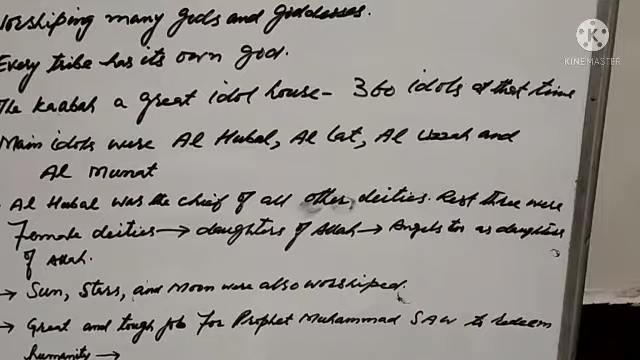 Worshiping many gods and goddesses.
Every tribe has its own god.
The Kaabah a great idol house - 360 idols at that time
Main idols were Al Hubal, Al Lat, Al Uzzah and
Al Munat
Al Hubal was the chief of all other deities. Rest three were
Female deities → daughters of Allah → Angels too as daughters
of Allah.
→ Sun, Stars, and Moon were also worshiped.
→ Great and tough job for Prophet Muhammad SAW to redeem
humanity →
KINEMASTER